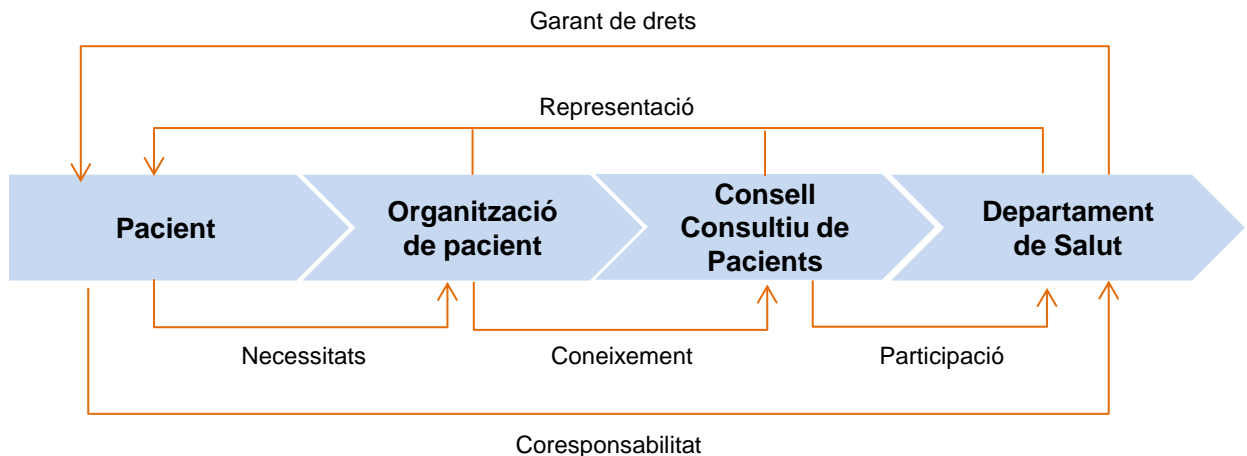 Garant de drets
Representació
Pacient
Organització
de pacient
Consell
Consultiu de
Pacients
Departament
de Salut
Necessitats
Coneixement
Participació
Coresponsabilitat